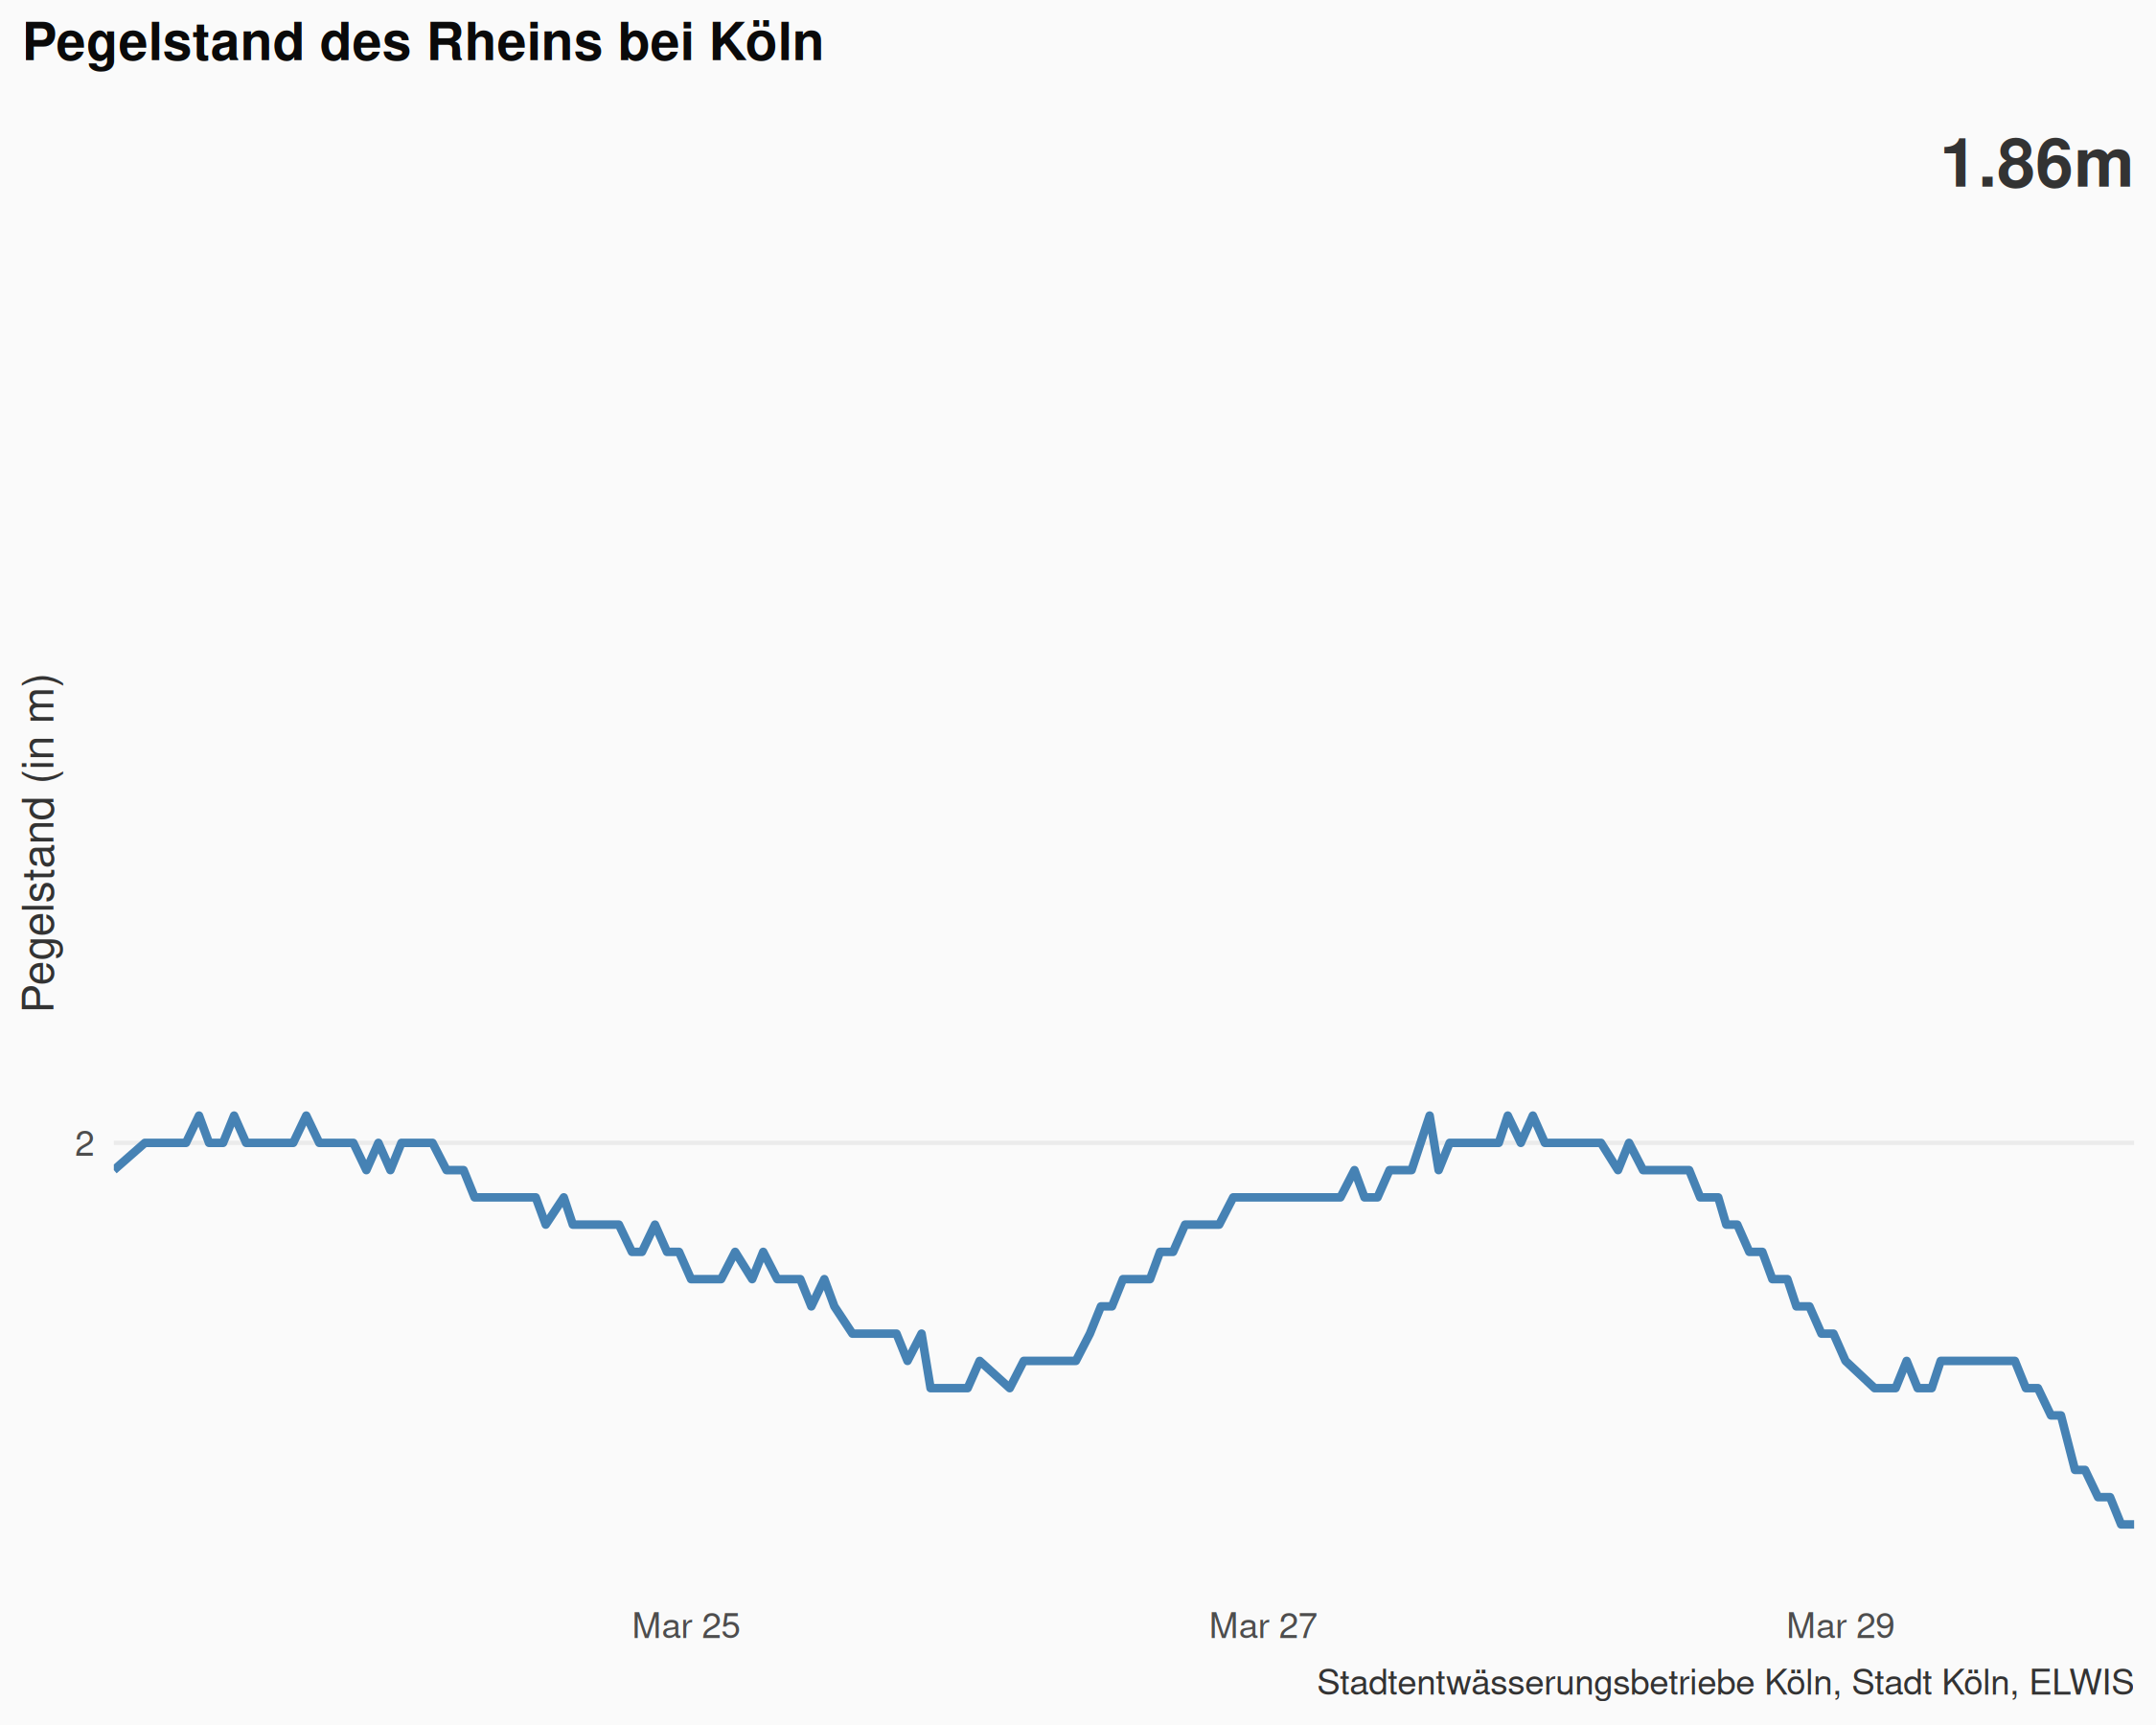 Pegelstand des Rheins bei Köln
1.86m
Pegelstand (in m)
2
Mar 25
Mar 27
Mar 29
Stadtentwässerungsbetriebe Köln, Stadt Köln, ELWIS